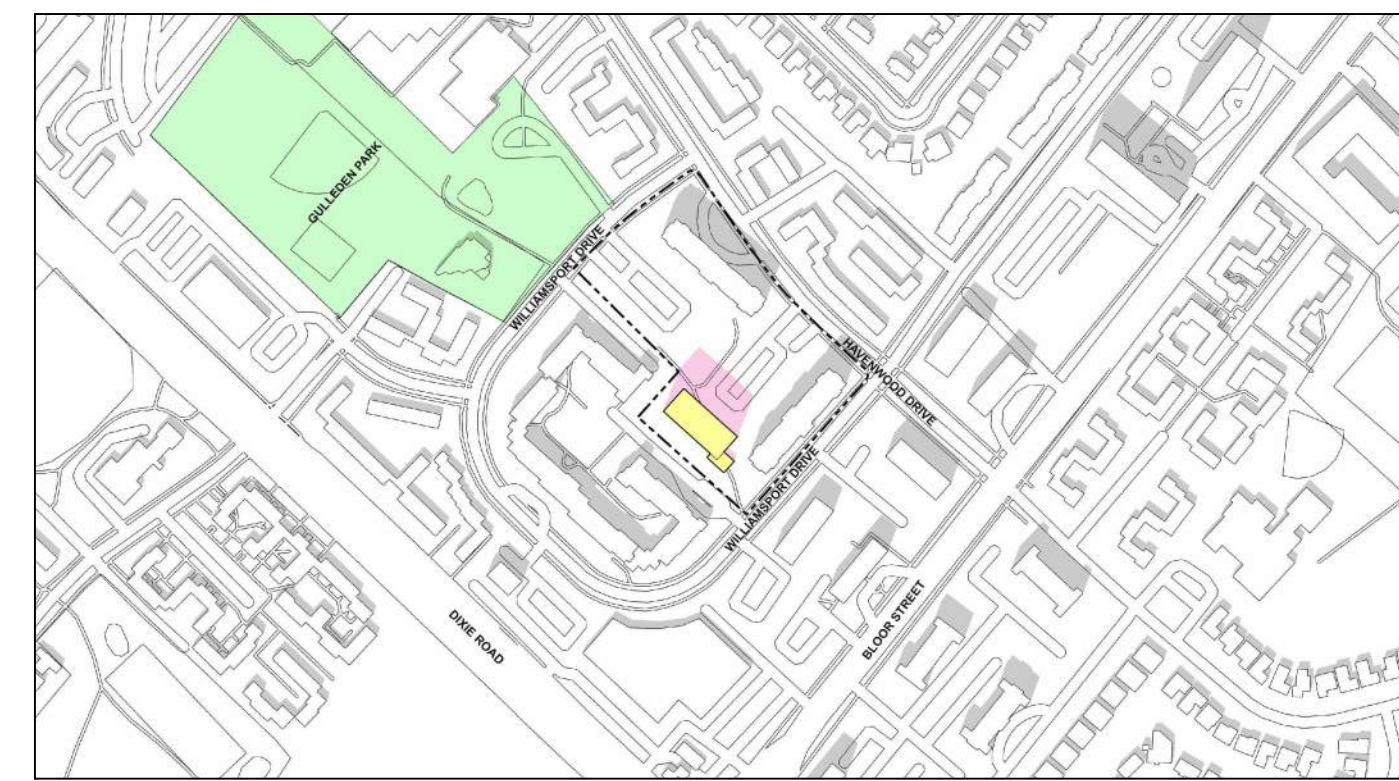 GULLEDEN PARK
WILLIAMSPORT DRIVE
HAVENWOOD DRIVE
WILLIAMSPORT DRIVE
BLOOR STREET
DIXIE ROAD